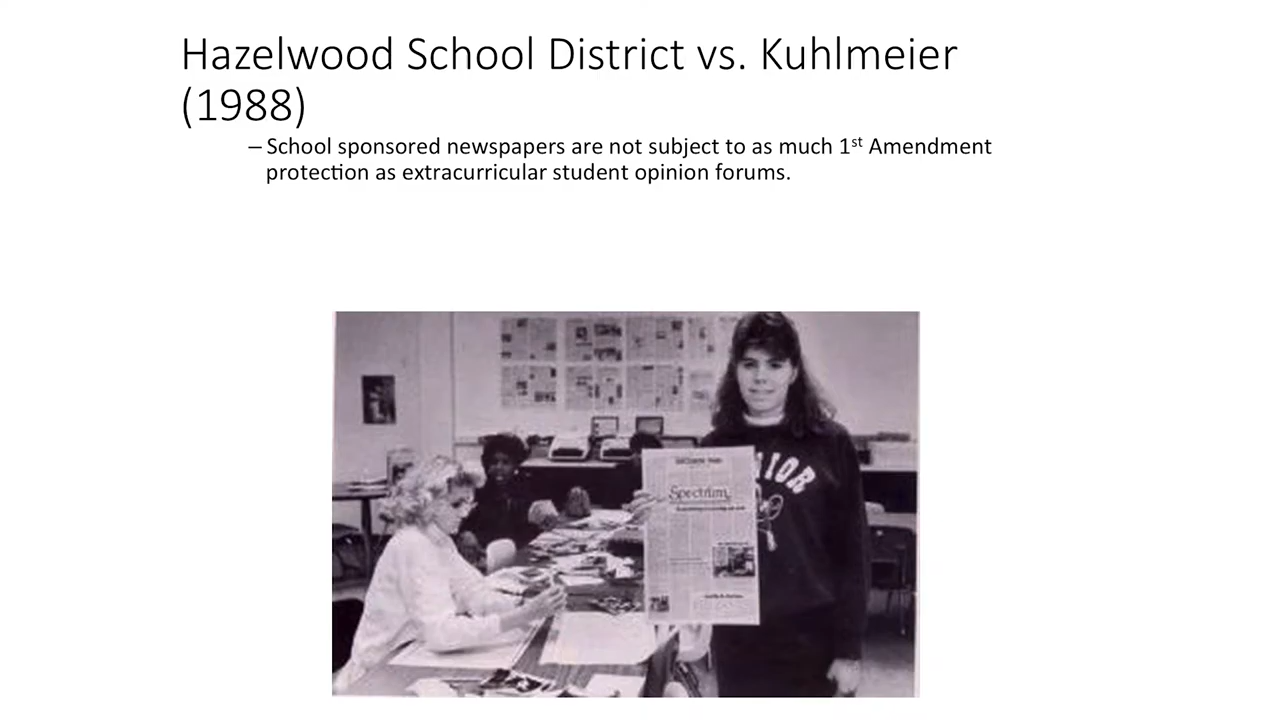 Hazelwood School District vs. Kuhlmeier
(1988)
– School sponsored newspapers are not subject to as much 1st Amendment
protection as extracurricular student opinion forums.
Spectrum